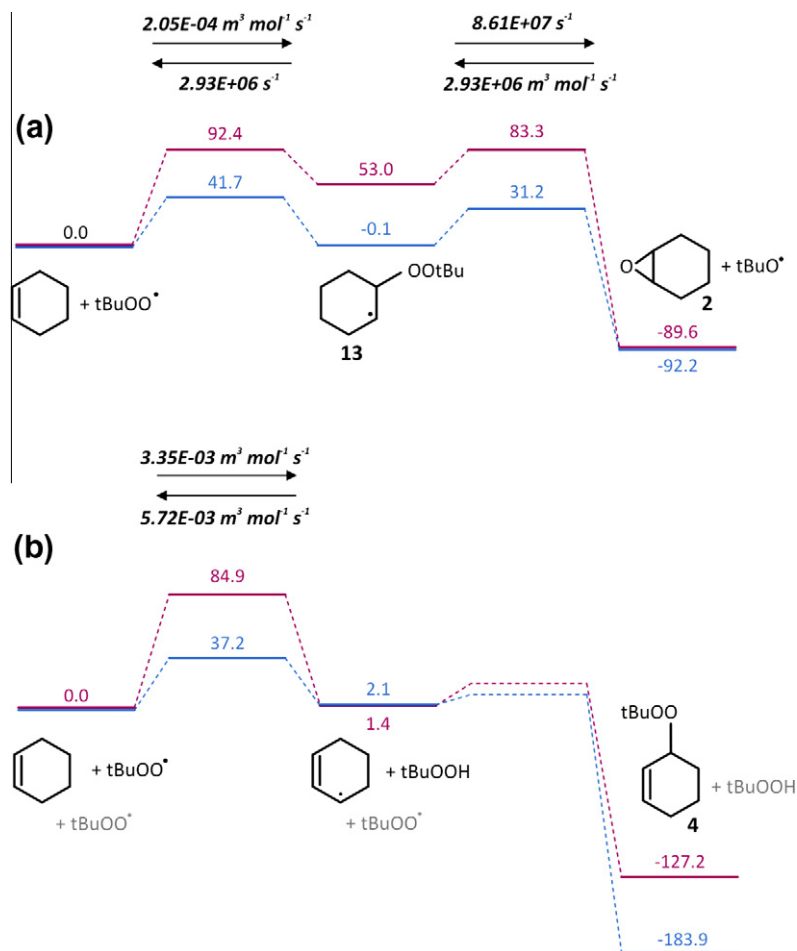 2.05E-04 m³ mol⁻¹ s⁻¹
8.61E+07 s⁻¹
2.93E+06 s⁻¹
2.93E+06 m³ mol⁻¹ s⁻¹
(a)
92.4
83.3
53.0
41.7
31.2
0.0
-0.1
OOtBu
+ tBuOO•
13
O
+ tBuO•
2
-89.6
-92.2
3.35E-03 m³ mol⁻¹ s⁻¹
5.72E-03 m³ mol⁻¹ s⁻¹
(b)
84.9
37.2
0.0
2.1
1.4
tBuOO
+ tBuOO•
+ tBuOOH
+ tBuOOH
+ tBuOO•
+ tBuOO•
4
-127.2
-183.9